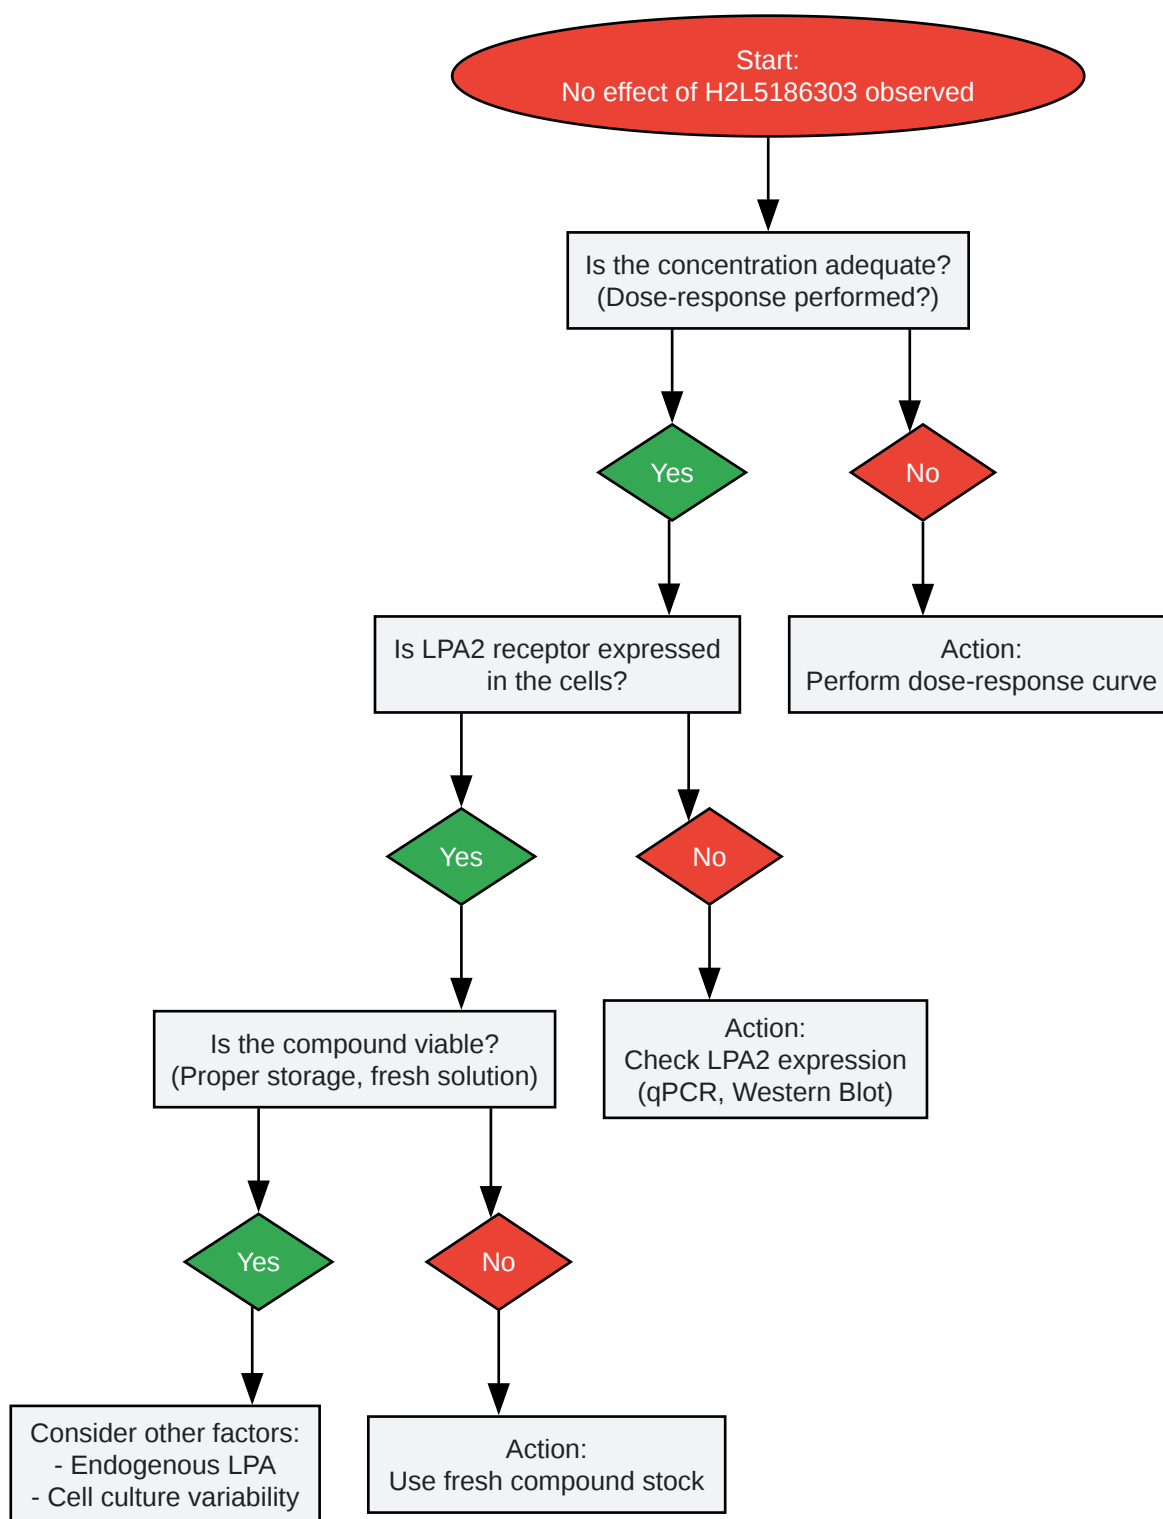 Start:
No effect of H2L5186303 observed
Is the concentration adequate?
(Dose-response performed?)
Yes
No
Is LPA2 receptor expressed
in the cells?
Action:
Perform dose-response curve
Yes
No
Is the compound viable?
(Proper storage, fresh solution)
Action:
Check LPA2 expression
(qPCR, Western Blot)
Yes
No
Consider other factors:
- Endogenous LPA
- Cell culture variability
Action:
Use fresh compound stock